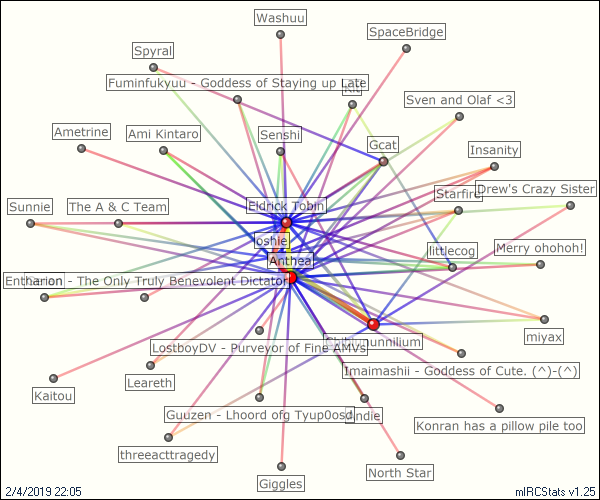 Washuu
SpaceBridge
Spyral
Fuminfukyuu - Goddess of Staying up Late
Sven and Olaf <3
Ametrine
Ami Kintaro
Senshi
Gcat
Insanity
Starfire
Drew's Crazy Sister
Sunnie
The A & C Team
Eldrick Tobin
oshie
Anthea
littlecog
Merry ohohoh!
Entharion - The Only Truly Benevolent Dictator
miyax
LostboyDV - Purveyor of Fine AMVs
Imaimashii - Goddess of Cute. (^)-(^)
Kaitou
Leareth
Guuzen - Lhoord ofg Tyup0osd
Konran has a pillow pile too
threeacttragedy
North Star
Giggles
2/4/2019 22:05
mIRCStats v1.25